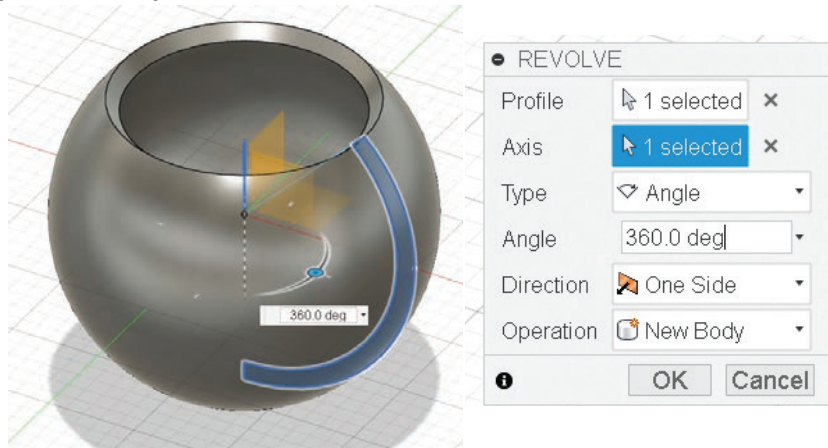 360.0 deg
REVOLVE
Profile 1 selected
Axis 1 selected
Type Angle
Angle 360.0 deg
Direction One Side
Operation New Body
OK Cancel